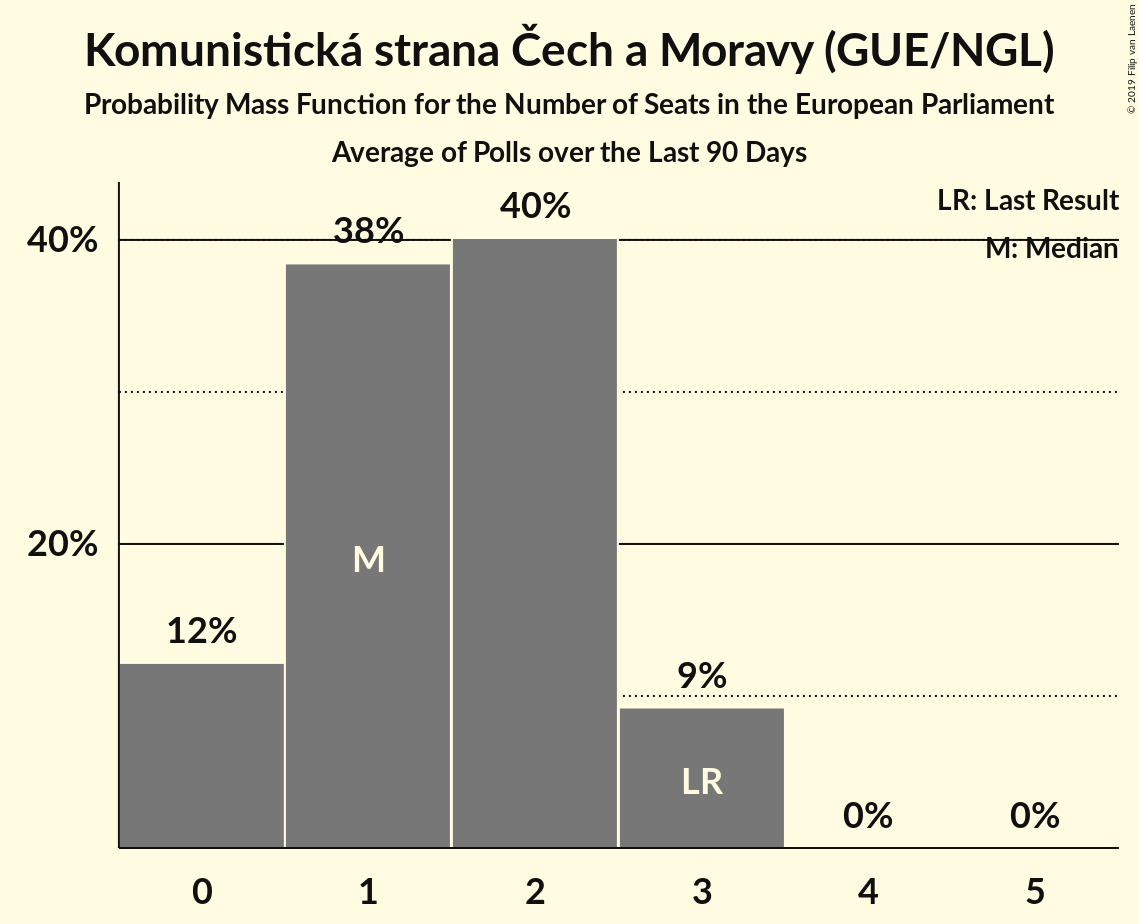 Komunistická strana Čech a Moravy (GUE/NGL)
Probability Mass Function for the Number of Seats in the European Parliament
Average of Polls over the Last 90 Days
© 2019 Filip van Laenen
LR: Last Result
M: Median
40%
20%
12%
38%
40%
9%
0%
0%
M
LR
0 1 2 3 4 5